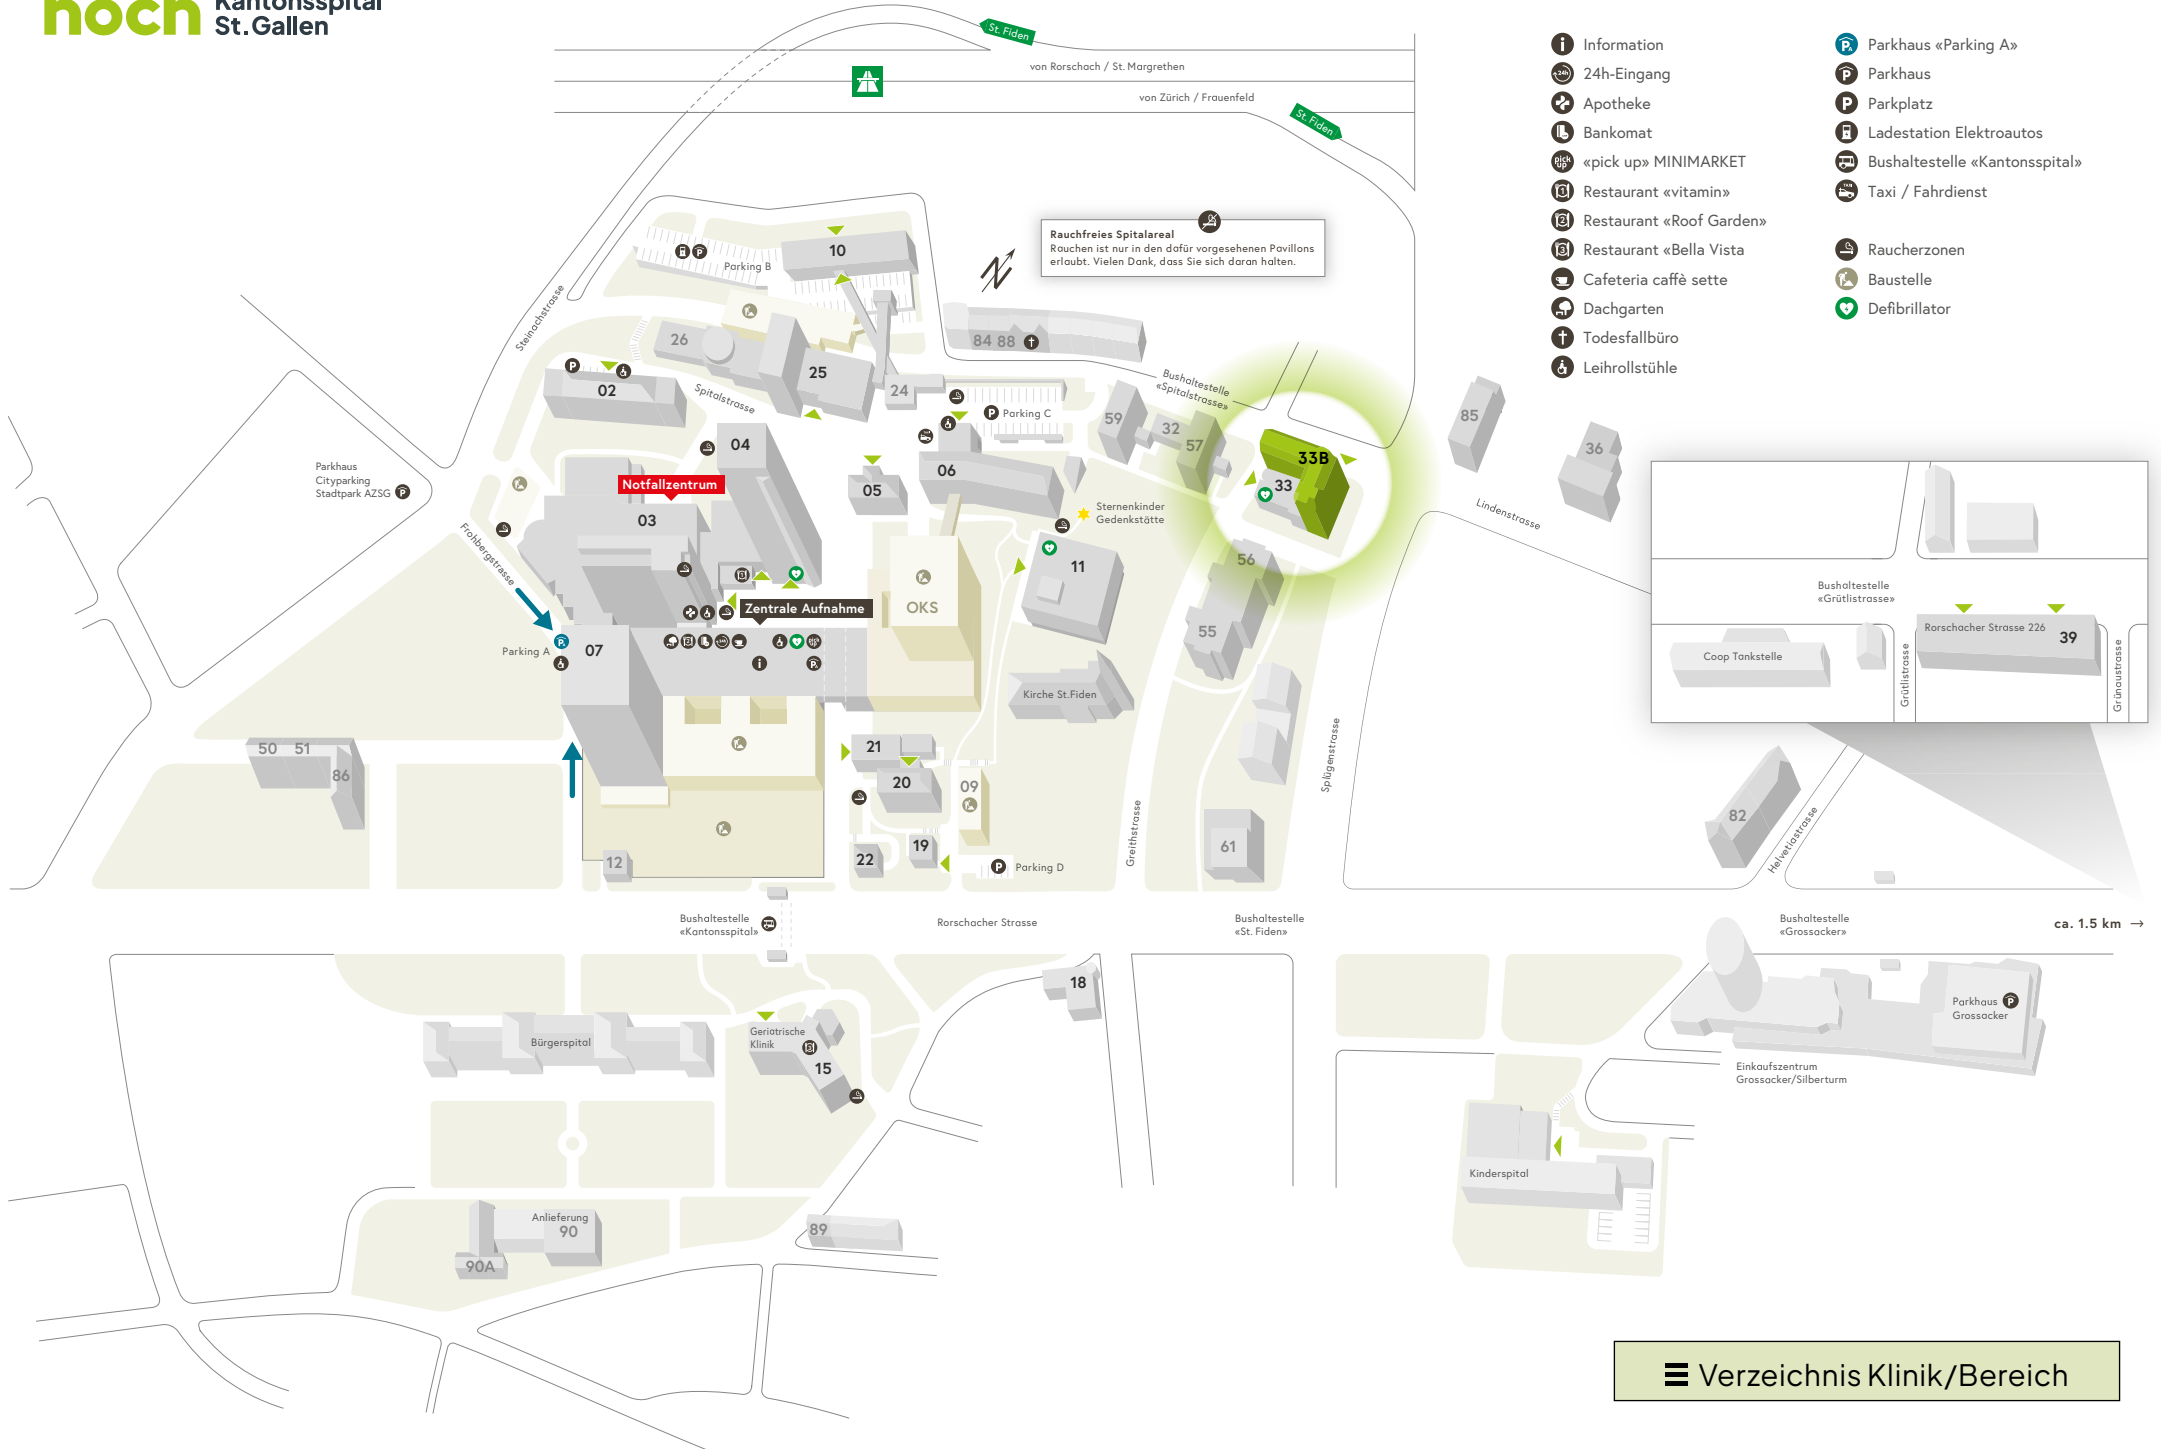 noch Kantonsspital
St.Gallen
St. Fiden
von Rorschach / St. Margrethen
von Zürich / Frauenfeld
St. Fiden
Information
24h-Eingang
Apotheke
Bankomat
«pick up» MINIMARKET
Restaurant «vitamin»
Restaurant «Roof Garden»
Restaurant «Bella Vista
Cafeteria caffè sette
Dachgarten
Todesfallbüro
Leihrollstühle
Parkhaus «Parking A»
Parkhaus
Parkplatz
Ladestation Elektroautos
Bushaltestelle «Kantonsspital»
Taxi / Fahrdienst
Raucherzonen
Baustelle
Defibrillator
Rauchfreies Spitalareal
Rauchen ist nur in den dafür vorgesehenen Pavillons
erlaubt. Vielen Dank, dass Sie sich daran halten.
N
Parking B
10
Steinachstrasse
26
84 88
25
24
02
Spitalstrasse
Bushaltestelle
«Spitalstrasse»
Parking C
59
32
57
85
36
04
06
05
33B
33
Parkhaus
Cityparking
Stadtpark AZSG
Notfallzentrum
03
Sternenkinder
Gedenkstätte
Lindenstrasse
Frohbergstrasse
11
56
55
OKS
Zentrale Aufnahme
Parking A
07
Kirche St.Fiden
Bushaltestelle
«Grütlistrasse»
Rorschacher Strasse 226
39
Coop Tankstelle
Grütlistrasse
Grünaustrasse
50 51
86
21
20
09
Splügenstrasse
Greithstrasse
82
Helvetiastrasse
12
22
19
61
Parking D
Bushaltestelle
«Kantonsspital»
Rorschacher Strasse
Bushaltestelle
«St. Fiden»
Bushaltestelle
«Grossacker»
ca. 1.5 km →
18
Parkhaus
Grossacker
Bürgerspital
Geriatrische
Klinik
15
Einkaufszentrum
Grossacker/Silberturm
Kinderspital
Anlieferung
90
90A
89
Verzeichnis Klinik/Bereich